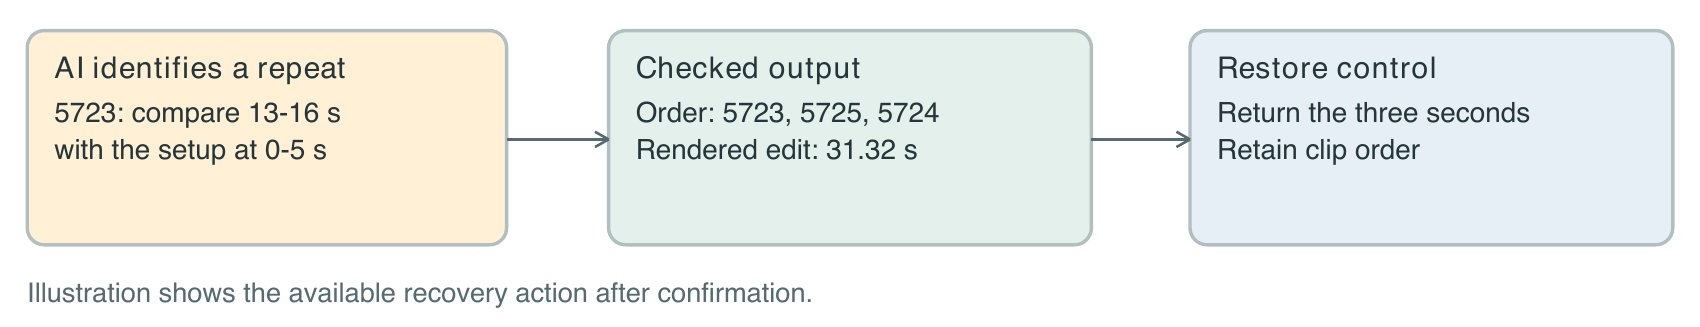 AI identifies a repeat
5723: compare 13-16 s
with the setup at 0-5 s
Checked output
Order: 5723, 5725, 5724
Rendered edit: 31.32 s
Restore control
Return the three seconds
Retain clip order
Illustration shows the available recovery action after confirmation.